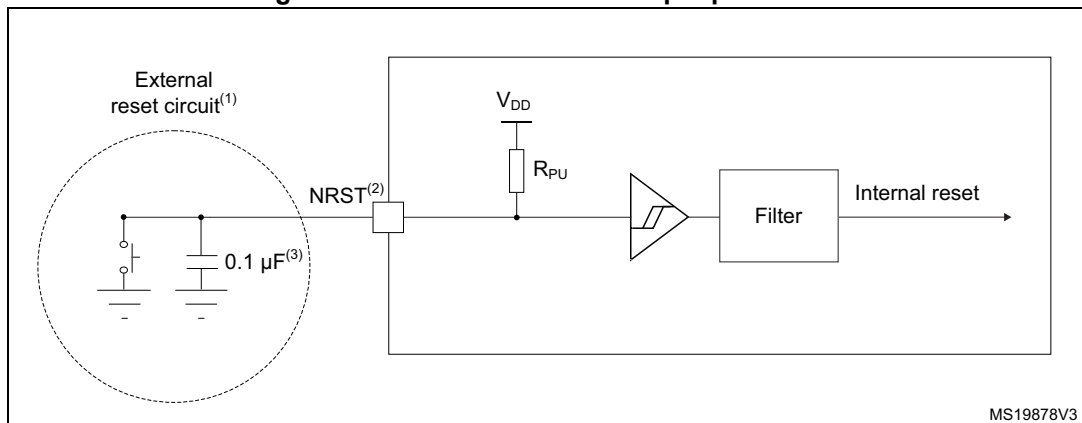 External
reset circuit(1)
VDD
RPU
NRST(2)
0.1 µF(3)
Filter
Internal reset
MS19878V3